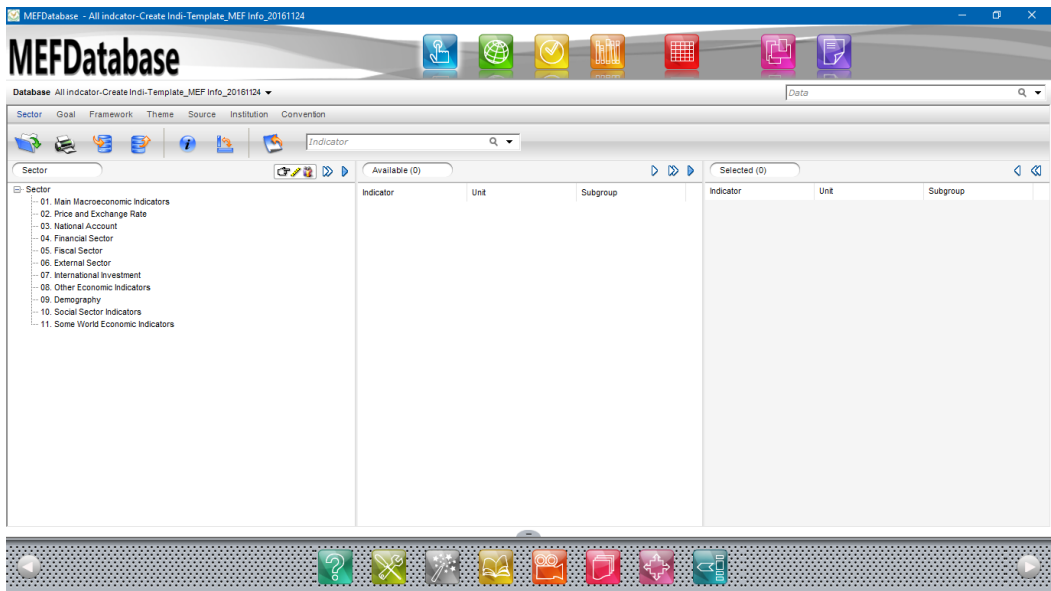 MEFDatabase - All indcator-Create Indi-Template_MEF Info_20161124
MEFDatabase
Database All indcator-Create Indi-Template_MEF Info_20161124
Data
Sector Goal Framework Theme Source Institution Convention
Indicator
Sector
Available (0)
Selected (0)
Indicator Unit Subgroup
Indicator Unit Subgroup
Sector
01. Main Macroeconomic Indicators
02. Price and Exchange Rate
03. National Account
04. Financial Sector
05. Fiscal Sector
06. External Sector
07. International Investment
08. Other Economic Indicators
09. Demography
10. Social Sector Indicators
11. Some World Economic Indicators